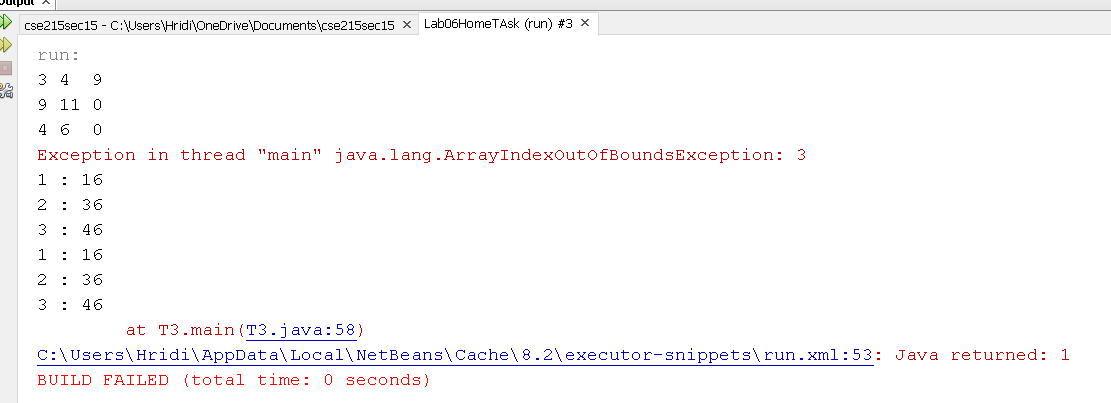 Output ×
cse215sec15 - C:\Users\Hridi\OneDrive\Documents\cse215sec15 × Lab06HomeTAsk (run) #3 ×
run:
3 4 9
9 11 0
4 6 0
Exception in thread "main" java.lang.ArrayIndexOutOfBoundsException: 3
1 : 16
2 : 36
3 : 46
1 : 16
2 : 36
3 : 46
at T3.main(T3.java:58)
C:\Users\Hridi\AppData\Local\NetBeans\Cache\8.2\executor-snippets\run.xml:53: Java returned: 1
BUILD FAILED (total time: 0 seconds)